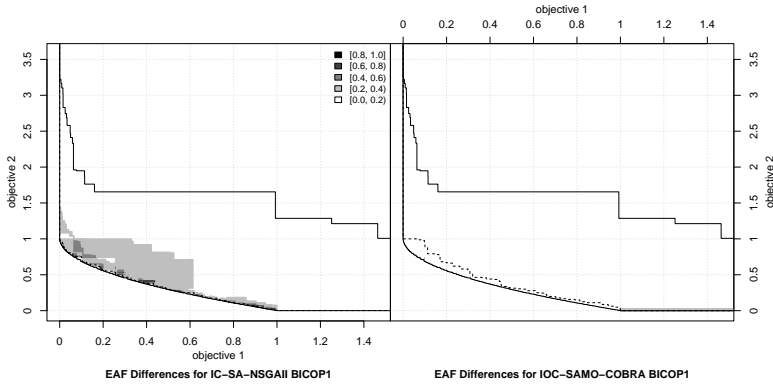 objective 1
0 0.2 0.4 0.6 0.8 1 1.2 1.4
3.5
3
2.5
2
1.5
1
0.5
0
objective 2
[0.8, 1.0]
[0.6, 0.8)
[0.4, 0.6)
[0.2, 0.4)
[0.0, 0.2)
3.5
3
2.5
2
1.5
1
0.5
0
objective 2
0 0.2 0.4 0.6 0.8 1 1.2 1.4
objective 1
EAF Differences for IC−SA−NSGAII BICOP1
EAF Differences for IOC−SAMO−COBRA BICOP1